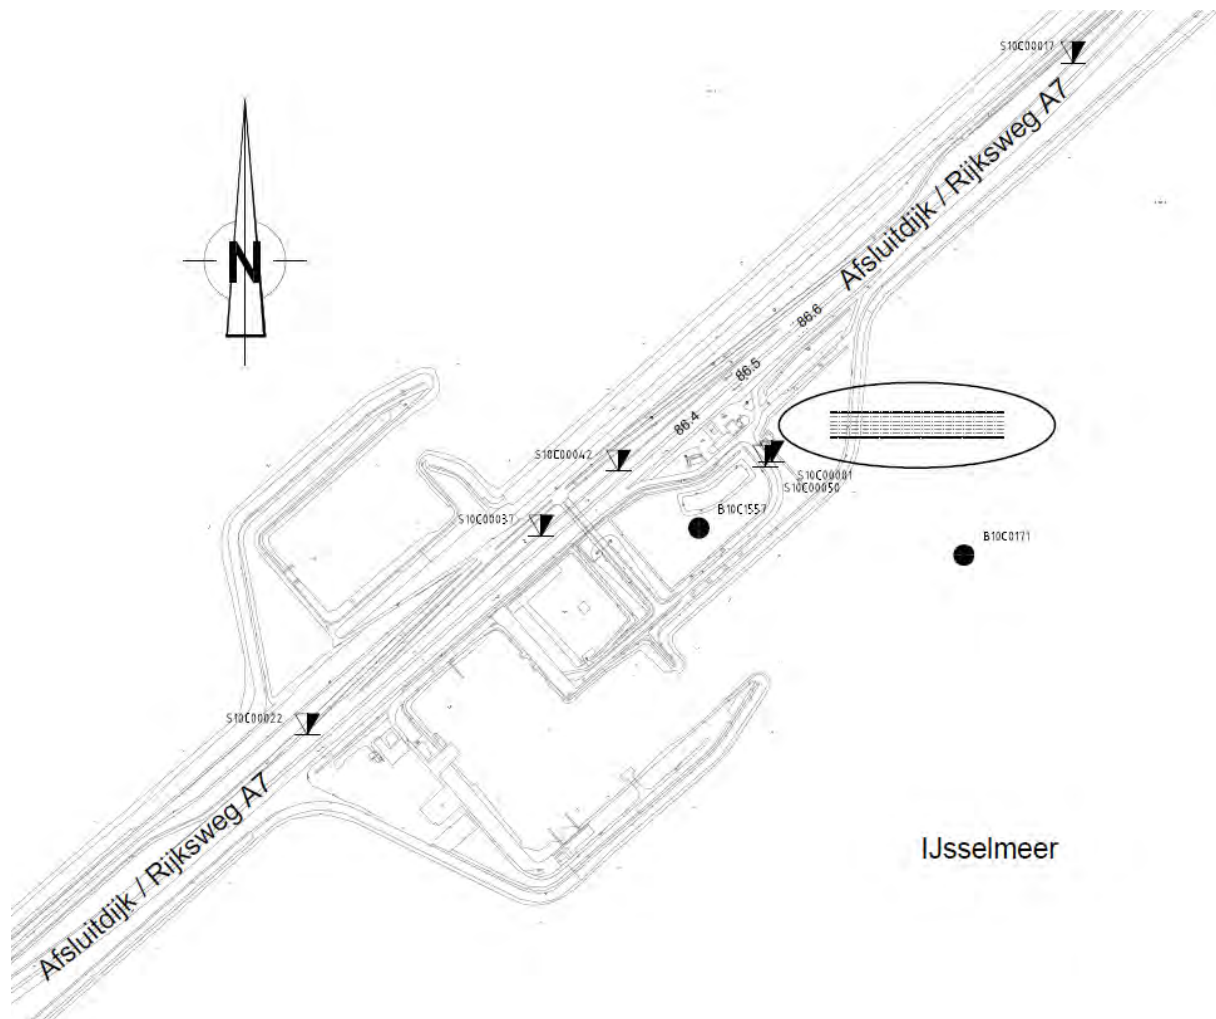 S10C00017
Afsluitdijk / Rijksweg A7
N
86.6
86.5
86.4
S10C00042
S10C00001
S10C00050
S10C00037
B10C1557
B10C0171
S10C00022
IJsselmeer
Afsluitdijk / Rijksweg A7